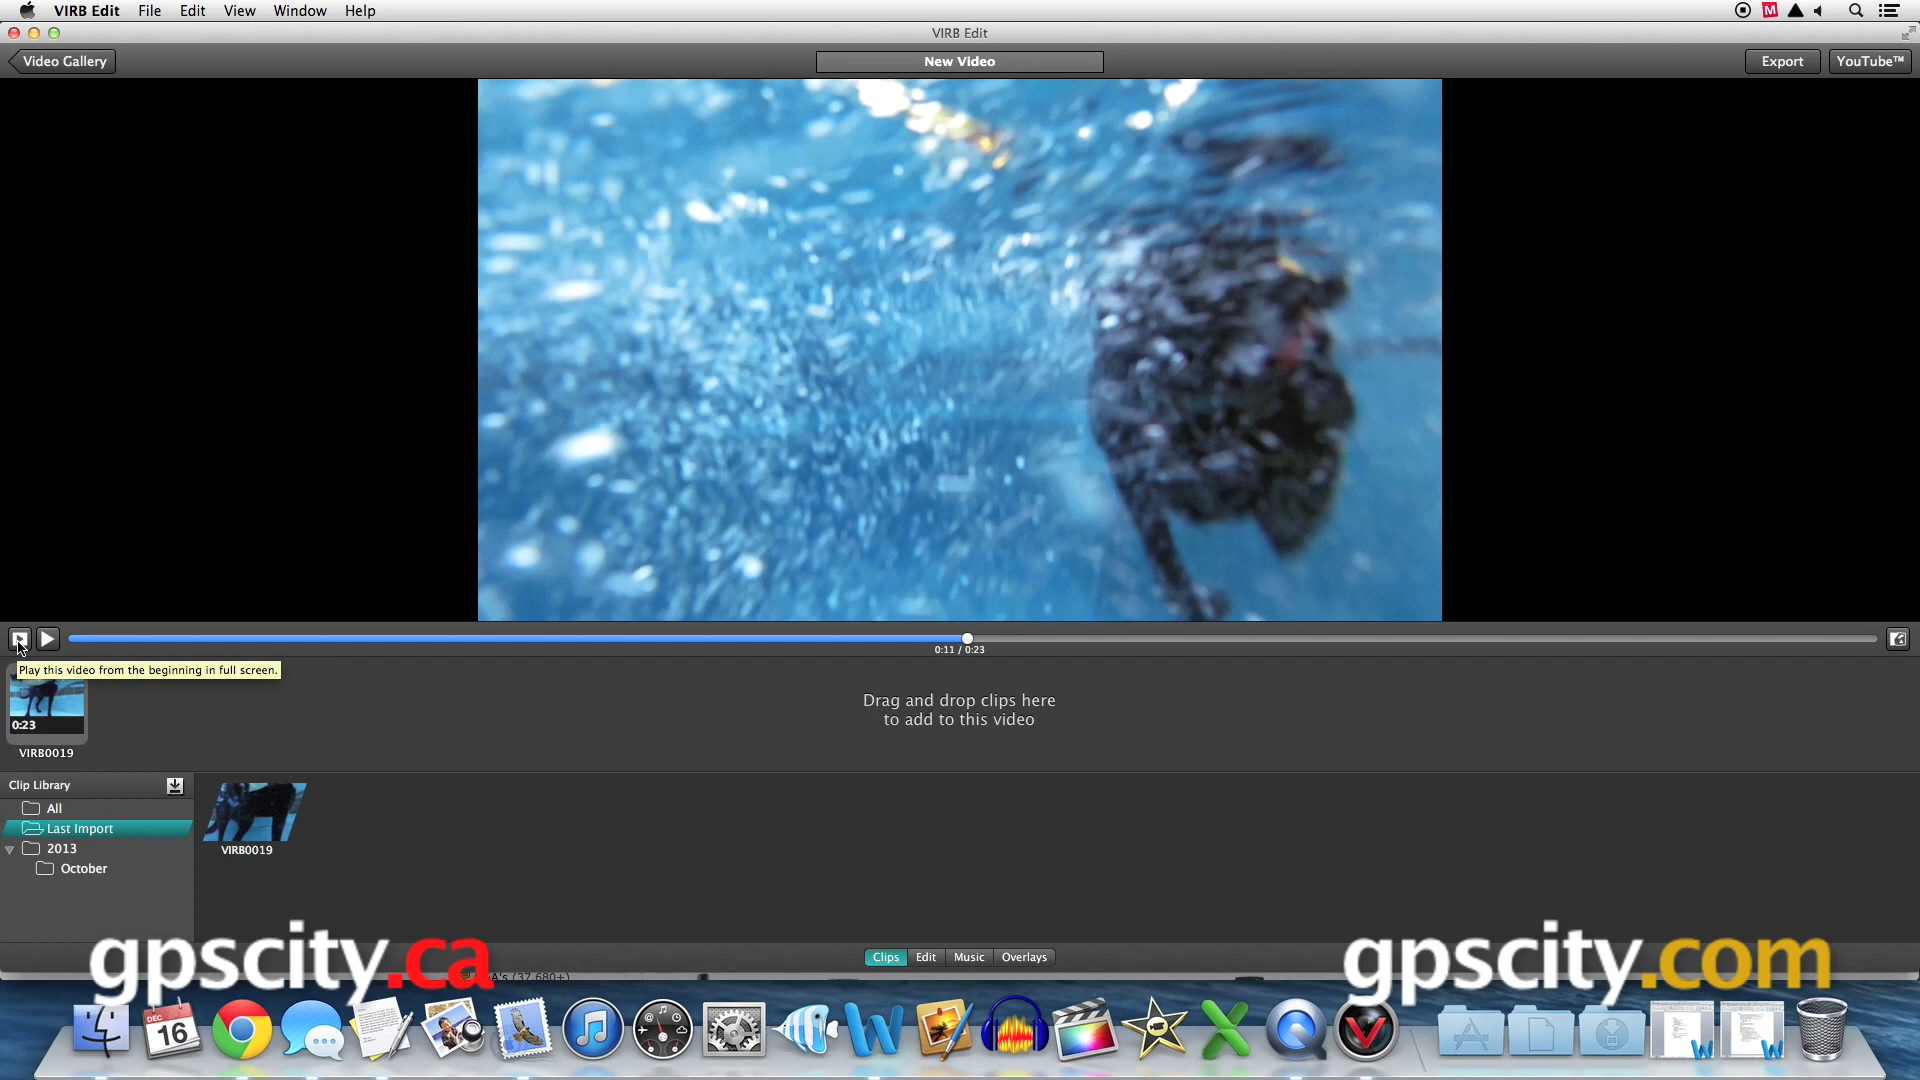 VIRB Edit File Edit View Window Help
VIRB Edit
Video Gallery
New Video
Export
YouTube™
0:11 / 0:23
Play this video from the beginning in full screen.
0:23
VIRB0019
Drag and drop clips here
to add to this video
Clip Library
All
Last Import
2013
October
VIRB0019
Clips Edit Music Overlays
gpscity.ca
gpscity.com
(37,680+)
DEC
16